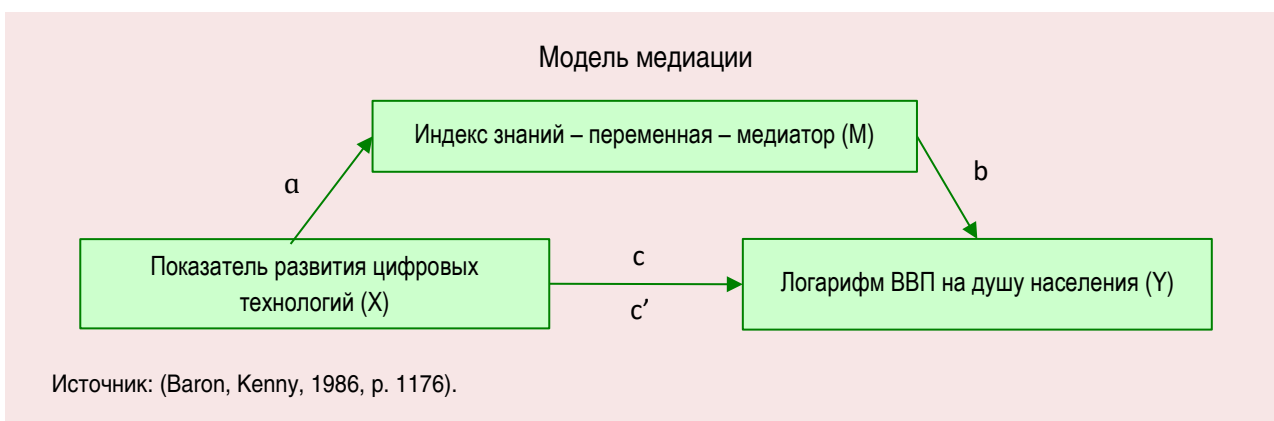 Модель медиации
Индекс знаний – переменная – медиатор (M)
a
b
Показатель развития цифровых
технологий (X)
c
c’
Логарифм ВВП на душу населения (Y)
Источник: (Baron, Kenny, 1986, p. 1176).